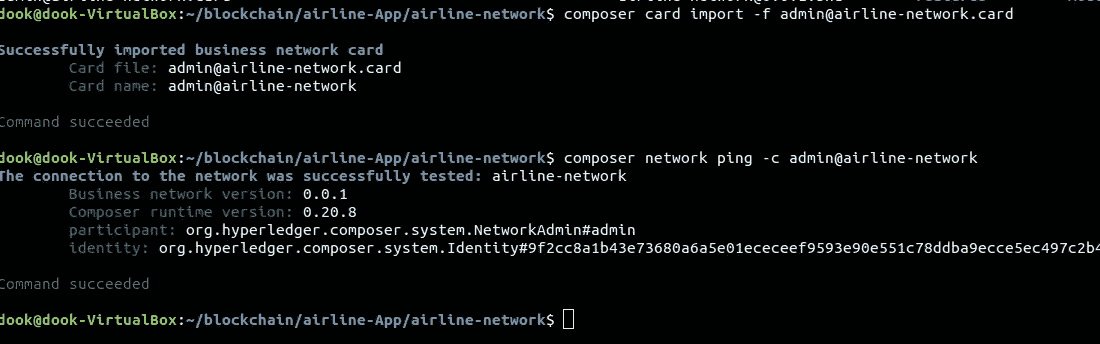 dook@dook-VirtualBox:~/blockchain/airline-App/airline-network$ composer card import -f admin@airline-network.card
Successfully imported business network card
Card file: admin@airline-network.card
Card name: admin@airline-network
Command succeeded
dook@dook-VirtualBox:~/blockchain/airline-App/airline-network$ composer network ping -c admin@airline-network
The connection to the network was successfully tested: airline-network
Business network version: 0.0.1
Composer runtime version: 0.20.8
participant: org.hyperledger.composer.system.NetworkAdmin#admin
identity: org.hyperledger.composer.system.Identity#9f2cc8a1b43e73680a6a5e01ececeef9593e90e551c78ddba9ecce5ec497c2b4
Command succeeded
dook@dook-VirtualBox:~/blockchain/airline-App/airline-network$